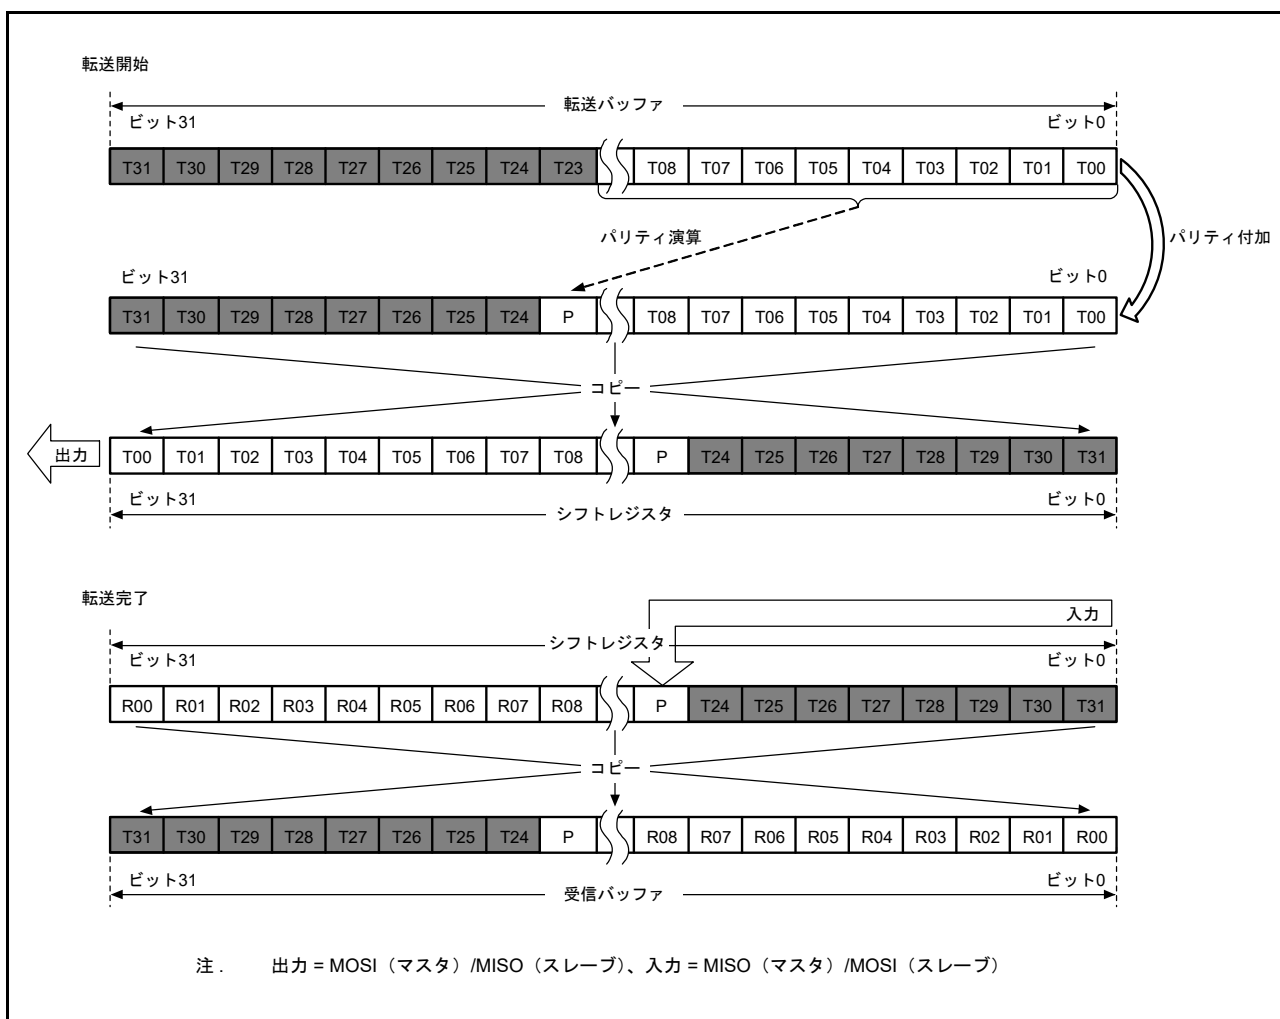 転送開始
転送バッファ
ビット31 ビット0
T31 T30 T29 T28 T27 T26 T25 T24 T23 T08 T07 T06 T05 T04 T03 T02 T01 T00
パリティ演算 パリティ付加
ビット31 ビット0
T31 T30 T29 T28 T27 T26 T25 T24 P T08 T07 T06 T05 T04 T03 T02 T01 T00
コピー
出力 T00 T01 T02 T03 T04 T05 T06 T07 T08 P T24 T25 T26 T27 T28 T29 T30 T31
ビット31 ビット0
シフトレジスタ
転送完了
入力
シフトレジスタ
ビット31 ビット0
R00 R01 R02 R03 R04 R05 R06 R07 R08 P T24 T25 T26 T27 T28 T29 T30 T31
コピー
T31 T30 T29 T28 T27 T26 T25 T24 P R08 R07 R06 R05 R04 R03 R02 R01 R00
ビット31 ビット0
受信バッファ
注 . 出力 = MOSI（マスタ）/MISO（スレーブ）、入力 = MISO（マスタ）/MOSI（スレーブ）